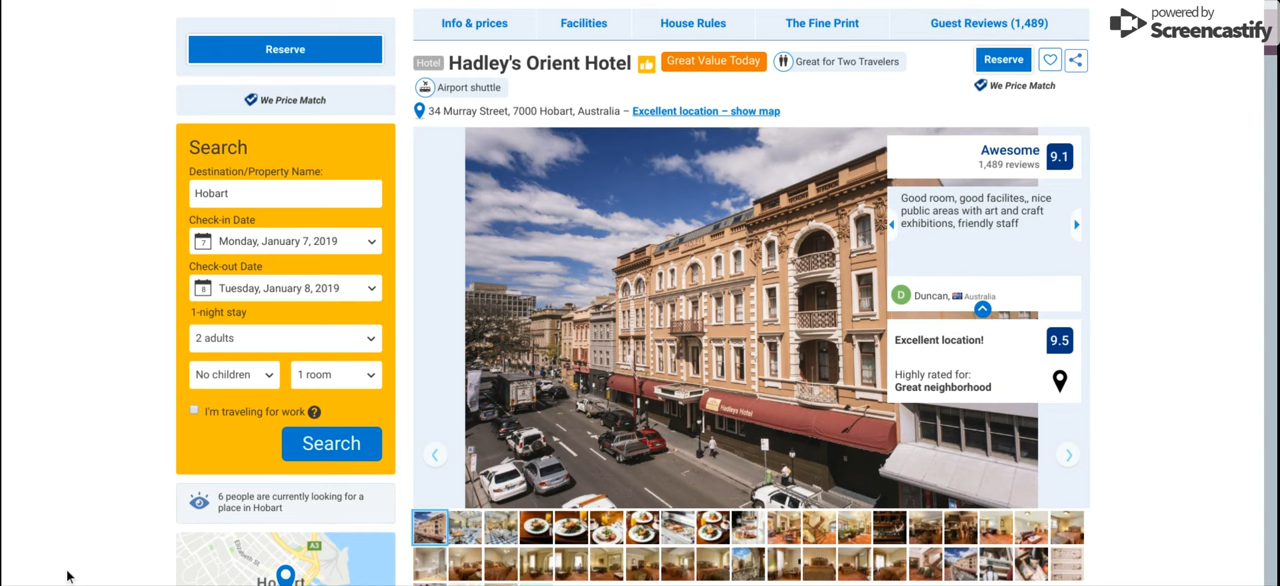 powered by
Screencastify
Info & prices
Facilities
House Rules
The Fine Print
Guest Reviews (1,489)
Reserve
We Price Match
Hotel Hadley's Orient Hotel
Great Value Today
Great for Two Travelers
Reserve
Airport shuttle
We Price Match
34 Murray Street, 7000 Hobart, Australia – Excellent location – show map
Search
Destination/Property Name:
Hobart
Check-in Date
7 Monday, January 7, 2019
Check-out Date
8 Tuesday, January 8, 2019
1-night stay
2 adults
No children
1 room
I'm traveling for work ?
Search
6 people are currently looking for a
place in Hobart
Awesome
1,489 reviews
9.1
Good room, good facilites,, nice
public areas with art and craft
exhibitions, friendly staff
D Duncan, Australia
Excellent location!
9.5
Highly rated for:
Great neighborhood
Hadleys Hotel
A3